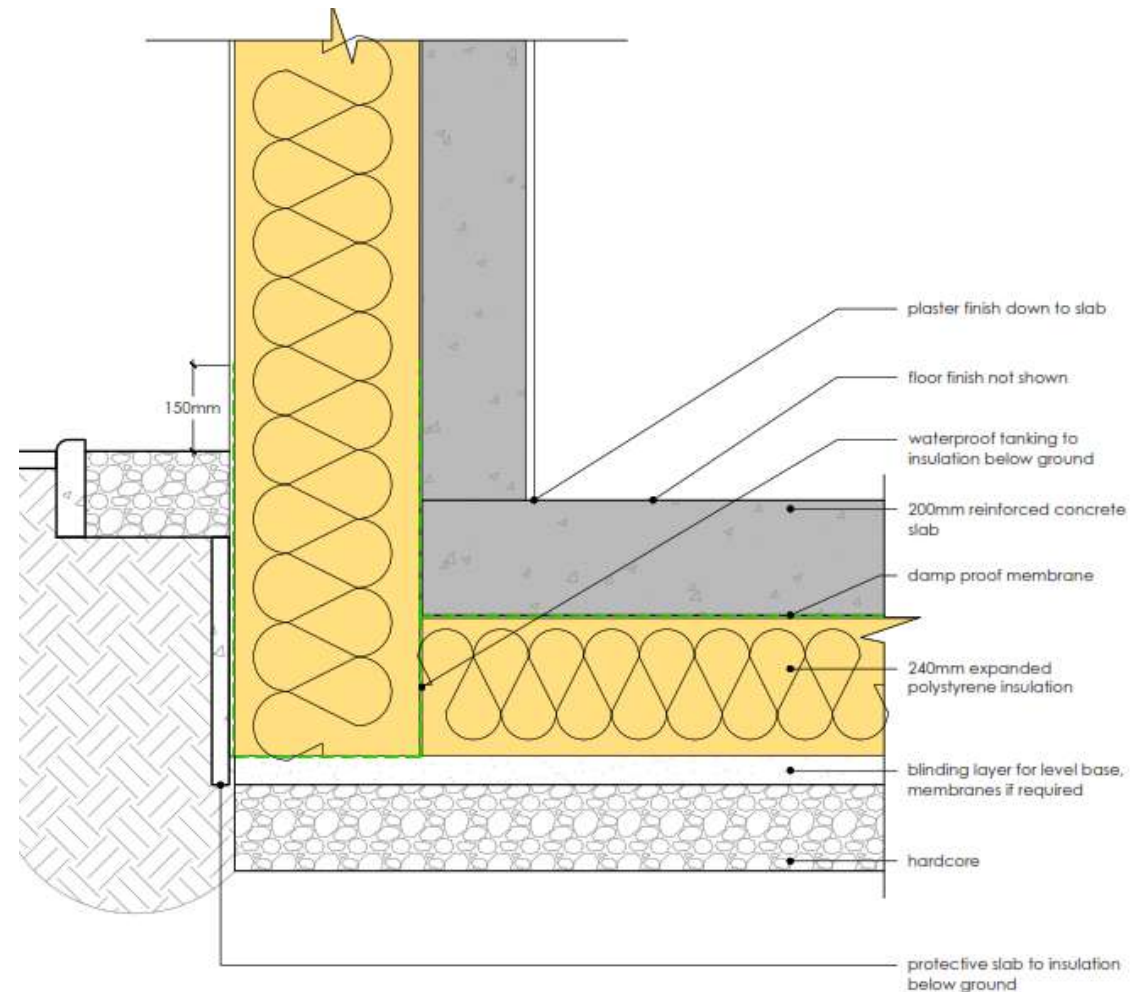 plaster finish down to slab
floor finish not shown
150mm
waterproof tanking to
insulation below ground
200mm reinforced concrete
slab
damp proof membrane
240mm expanded
polystyrene insulation
blinding layer for level base,
membranes if required
hardcore
protective slab to insulation
below ground